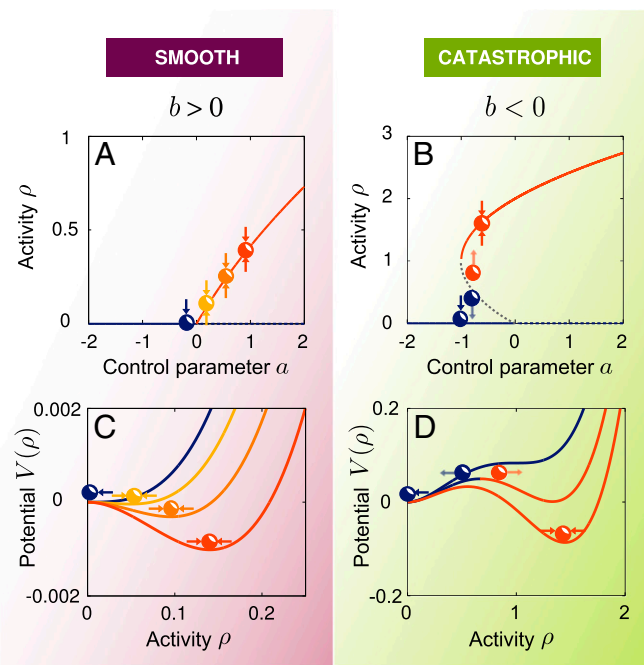 SMOOTH
CATASTROPHIC
b > 0
b < 0
A
1
0.5
0
Activity ρ
-2
-1
0
1
2
Control parameter a
B
3
2
1
0
Activity ρ
-2
-1
0
1
2
Control parameter a
C
0.002
0
-0.002
Potential V(ρ)
0
0.1
0.2
Activity ρ
D
0.2
0
-0.2
Potential V(ρ)
0
1
2
Activity ρ